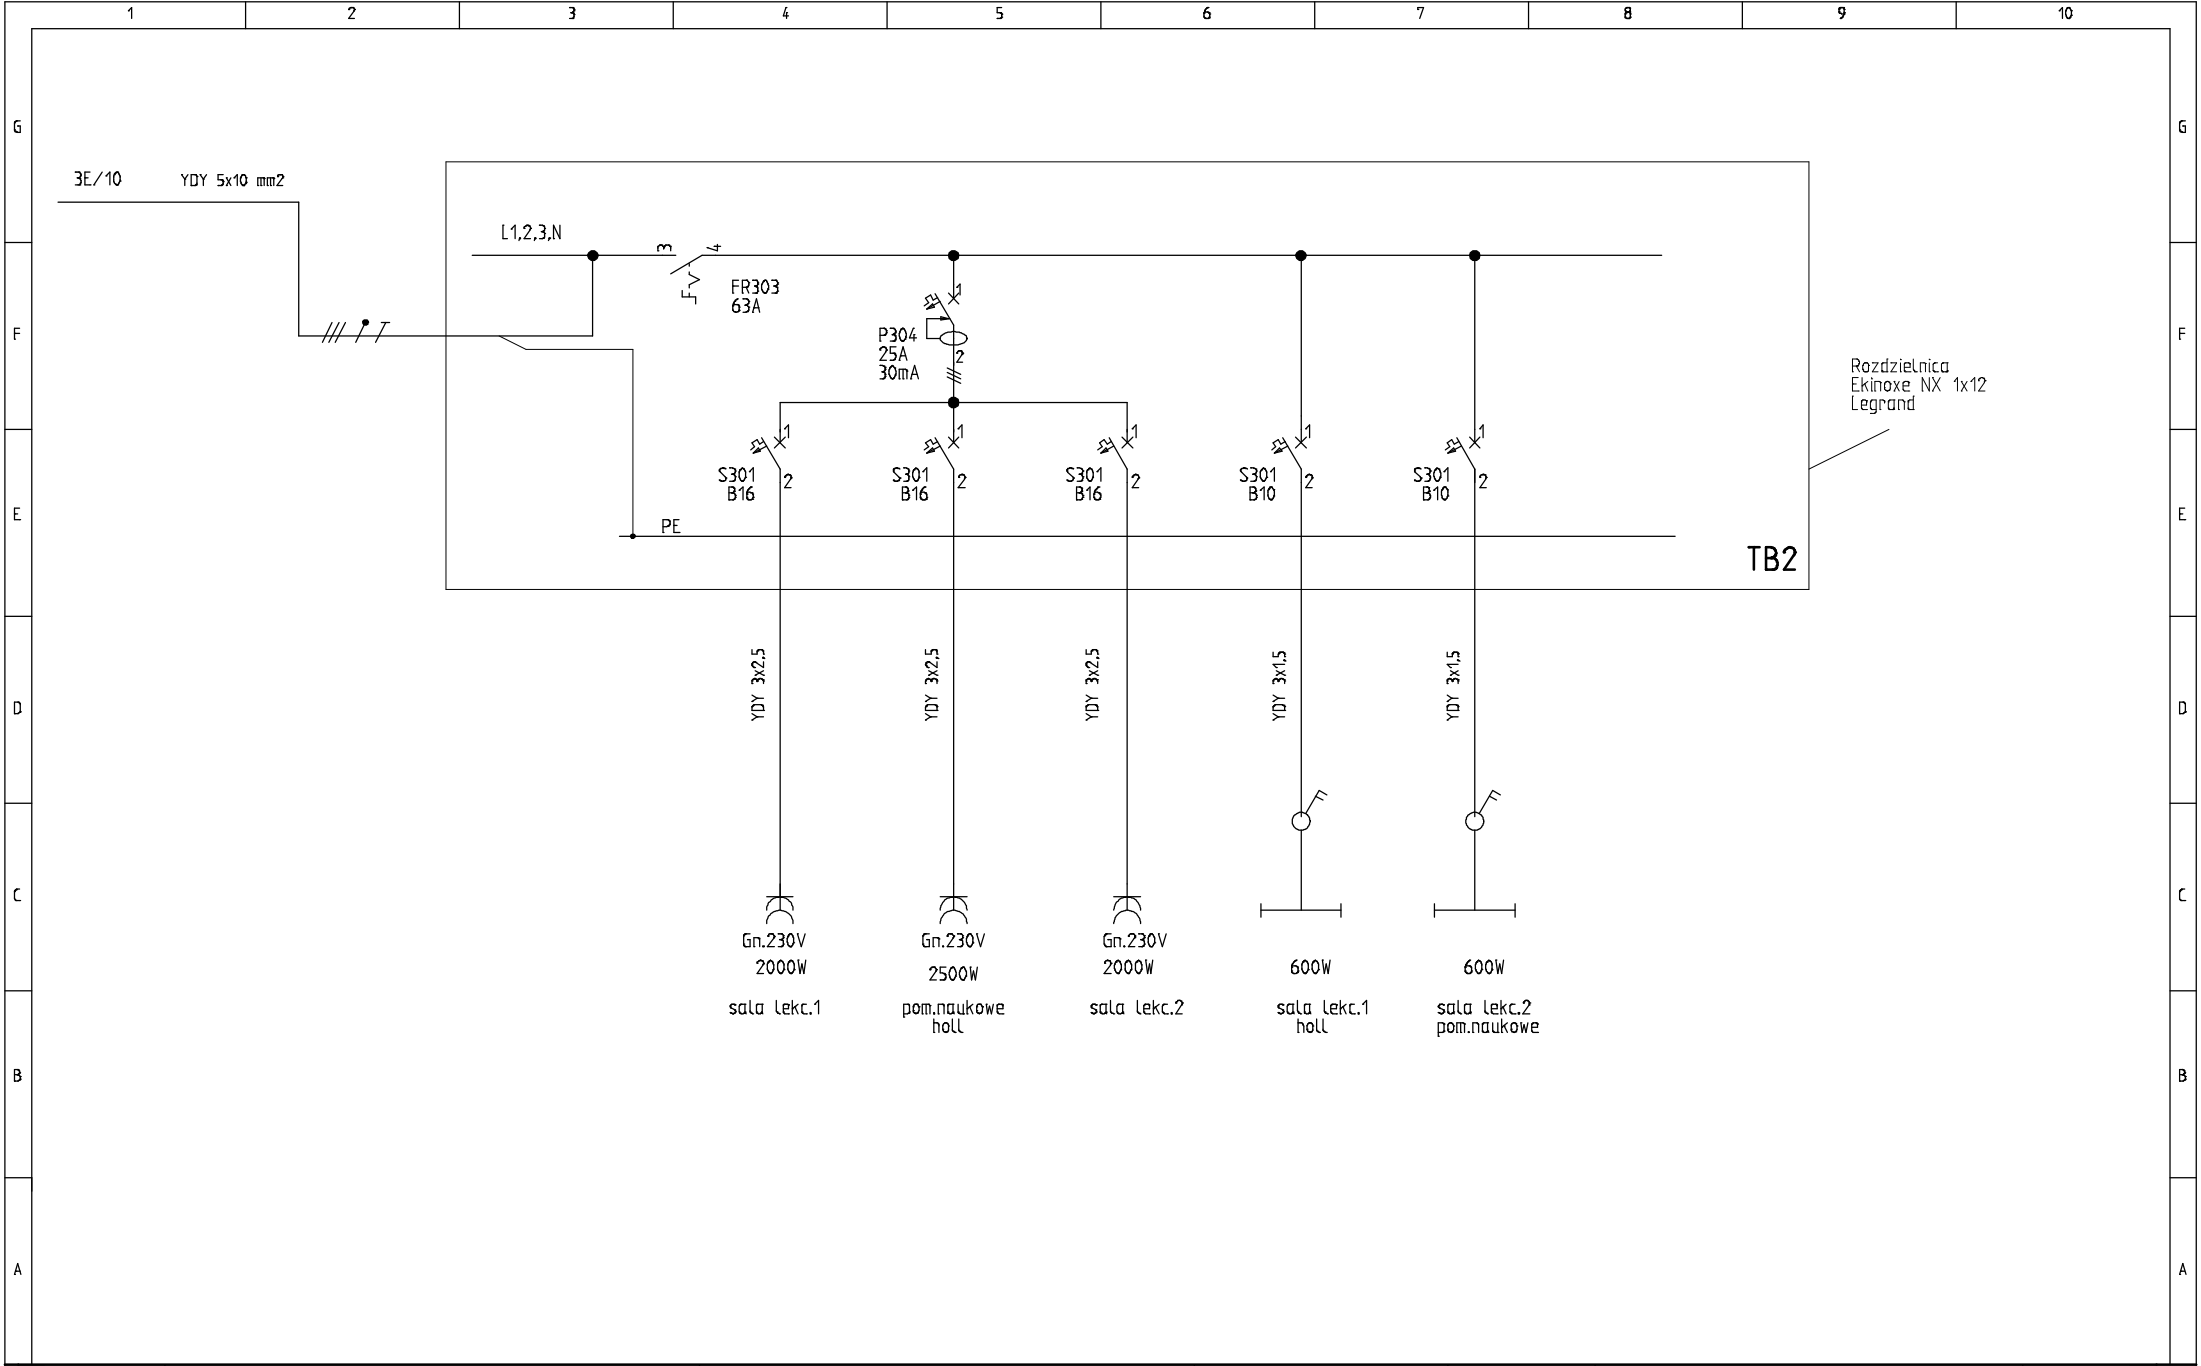 1 2 3 4 5 6 7 8 9 10
G G
3E/10 YDY 5x10 mm2
L1,2,3,N
3 4
FR303
63A
1
F F
P304
25A
30mA
2
Rozdzielnica
Ekinoxe NX 1x12
Legrand
1 1 1 1 1
S301 S301 S301 S301 S301
B16 B16 B16 B10 B10
2 2 2 2 2
E E
PE
TB2
YDY 3x2,5 YDY 3x2,5 YDY 3x2,5 YDY 3x1,5 YDY 3x1,5
D D
C C
Gn.230V Gn.230V Gn.230V
2000W 2500W 2000W 600W 600W
sala lekc.1 pom.naukowe sala lekc.2 sala lekc.1 sala lekc.2
holl holl pom.naukowe
B B
A A